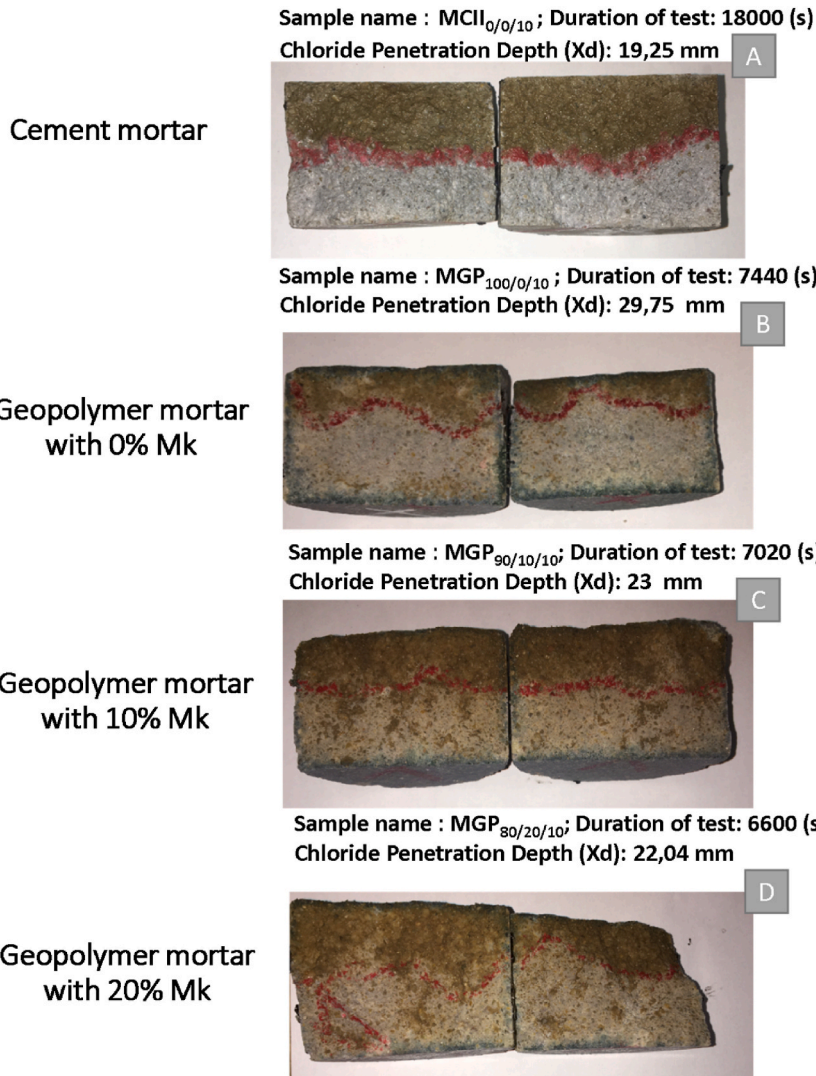 Sample name : MCII0/0/10 ; Duration of test: 18000 (s)
Chloride Penetration Depth (Xd): 19,25 mm
A
Cement mortar
Sample name : MGP100/0/10 ; Duration of test: 7440 (s)
Chloride Penetration Depth (Xd): 29,75 mm
B
Geopolymer mortar
with 0% Mk
Sample name : MGP90/10/10; Duration of test: 7020 (s)
Chloride Penetration Depth (Xd): 23 mm
C
Geopolymer mortar
with 10% Mk
Sample name : MGP80/20/10; Duration of test: 6600 (s
Chloride Penetration Depth (Xd): 22,04 mm
D
Geopolymer mortar
with 20% Mk